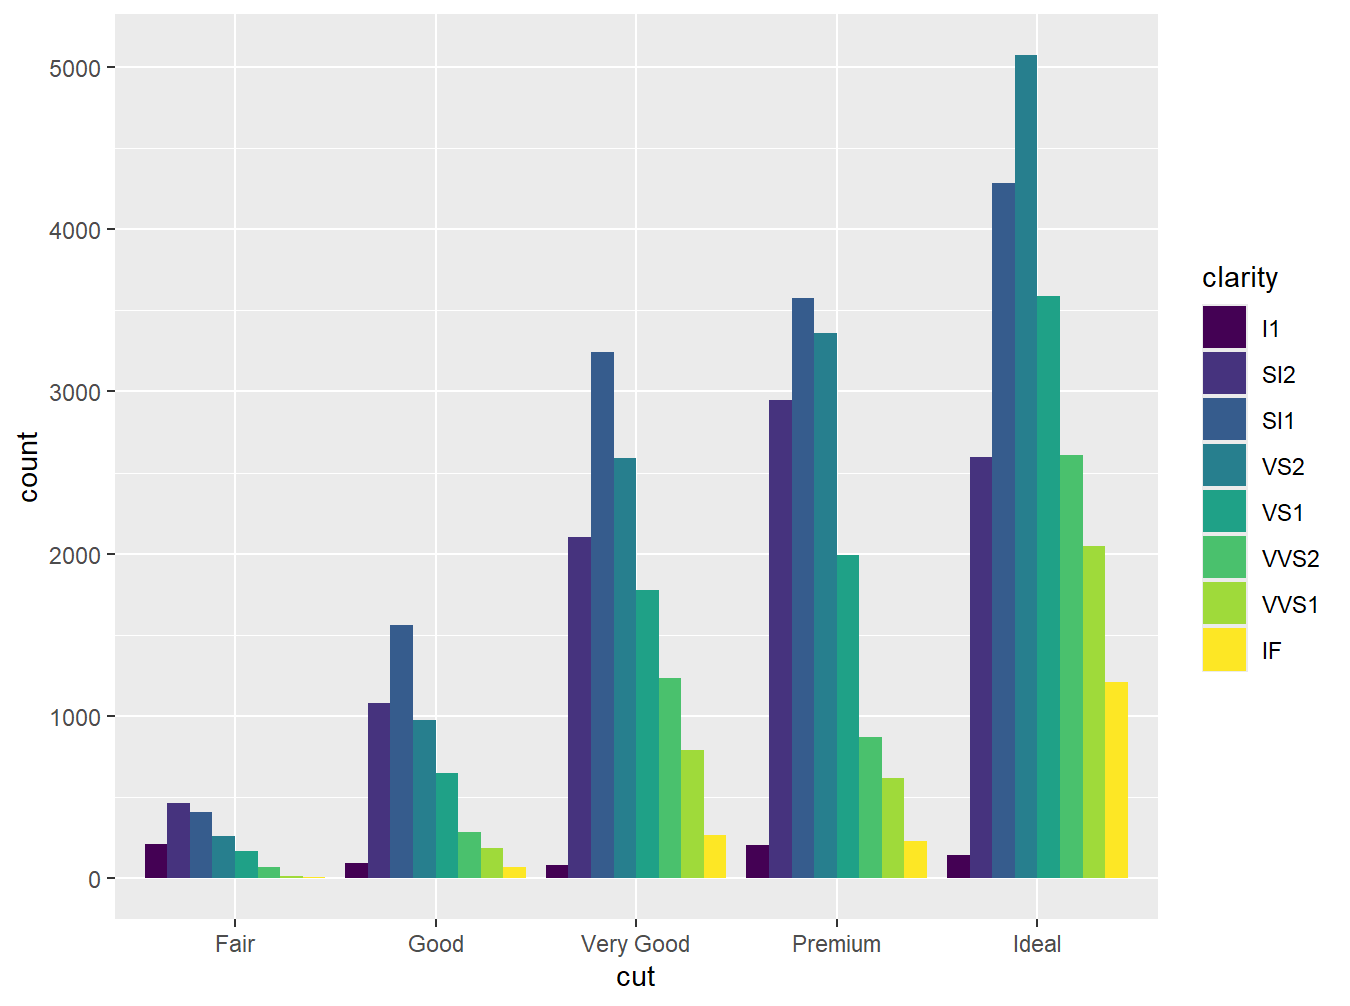 5000
4000
3000
2000
1000
0
count
Fair
Good
Very Good
Premium
Ideal
cut
clarity
I1
SI2
SI1
VS2
VS1
VVS2
VVS1
IF